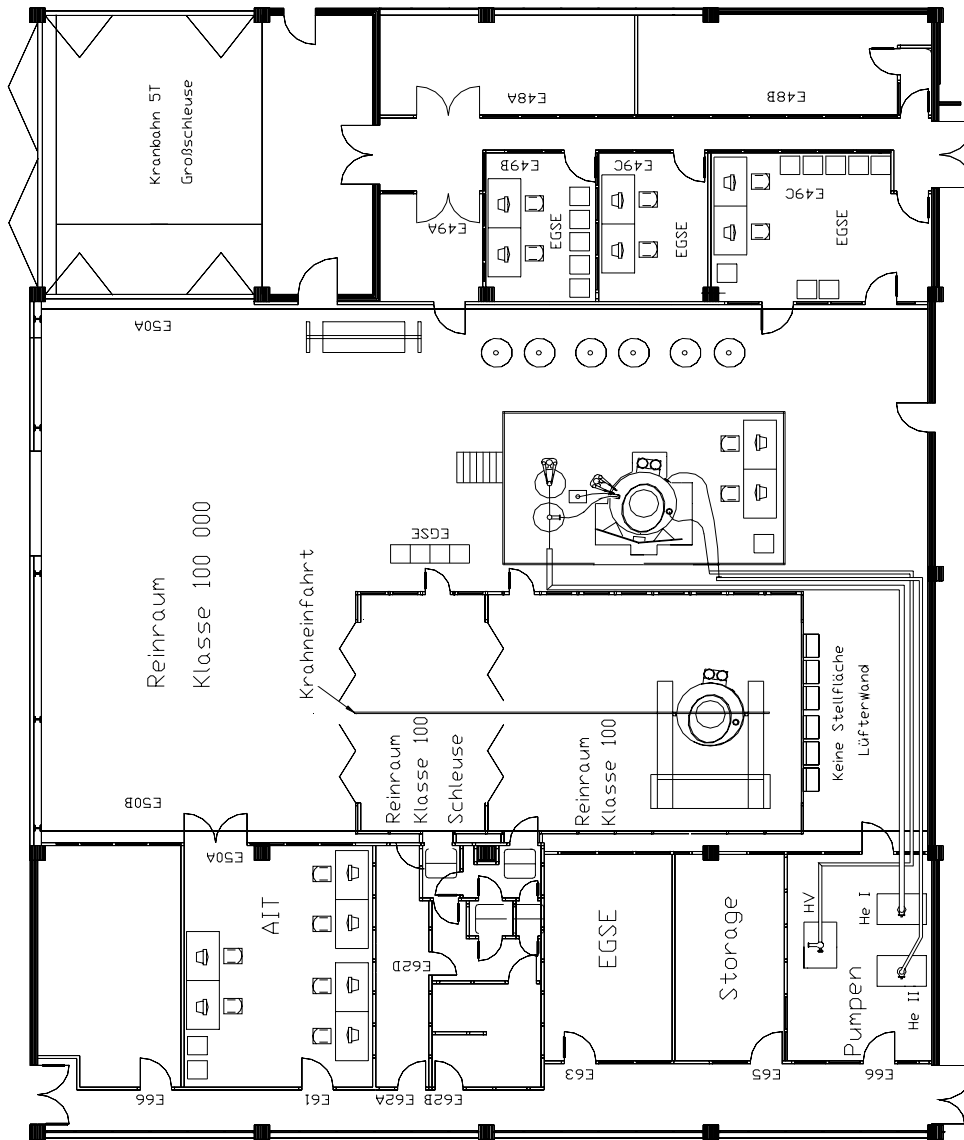 Kranbahn 5T
Großschleuse
E48A
E48B
E49B
E49C
E49C
E49A
EGSE
EGSE
EGSE
E50A
Reinraum
Klasse 100 000
EGSE
Krahneinfahrt
Reinraum
Klasse 100
Schleuse
Reinraum
Klasse 100
Keine Stellfläche
Lüfterwand
E50B
E50A
AIT
E62D
EGSE
Storage
Pumpen
HV
He I
He II
E66
E61
E62A
E62B
E63
E65
E66